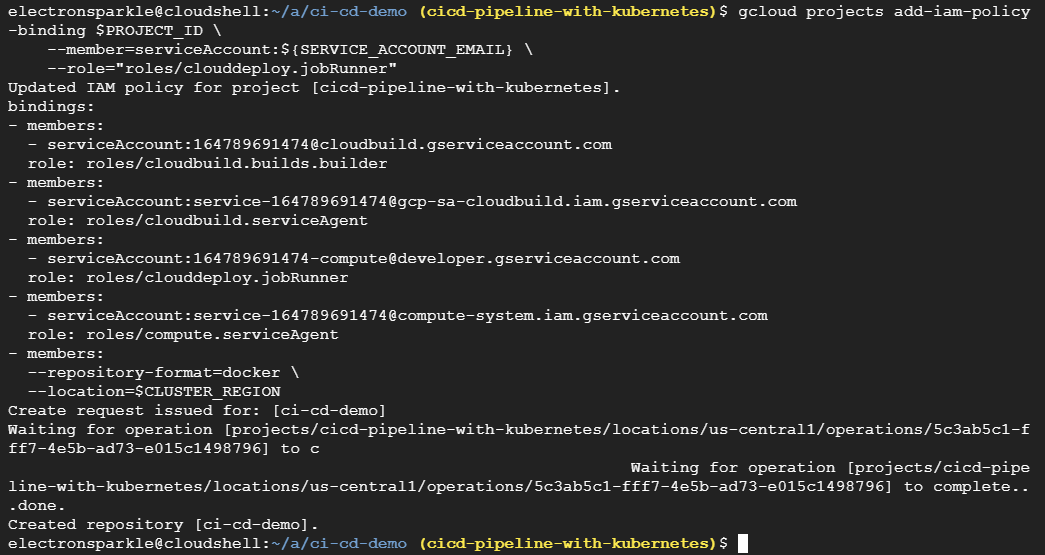 electronsparkle@cloudshell:~/a/ci-cd-demo (cicd-pipeline-with-kubernetes)$ gcloud projects add-iam-policy
-binding $PROJECT_ID \
    --member=serviceAccount:${SERVICE_ACCOUNT_EMAIL} \
    --role="roles/clouddeploy.jobRunner"
Updated IAM policy for project [cicd-pipeline-with-kubernetes].
bindings:
- members:
  - serviceAccount:164789691474@cloudbuild.gserviceaccount.com
  role: roles/cloudbuild.builds.builder
- members:
  - serviceAccount:service-164789691474@gcp-sa-cloudbuild.iam.gserviceaccount.com
  role: roles/cloudbuild.serviceAgent
- members:
  - serviceAccount:164789691474-compute@developer.gserviceaccount.com
  role: roles/clouddeploy.jobRunner
- members:
  - serviceAccount:service-164789691474@compute-system.iam.gserviceaccount.com
  role: roles/compute.serviceAgent
- members:
  --repository-format=docker \
  --location=$CLUSTER_REGION
Create request issued for: [ci-cd-demo]
Waiting for operation [projects/cicd-pipeline-with-kubernetes/locations/us-central1/operations/5c3ab5c1-f
ff7-4e5b-ad73-e015c1498796] to c
Waiting for operation [projects/cicd-pipe
line-with-kubernetes/locations/us-central1/operations/5c3ab5c1-fff7-4e5b-ad73-e015c1498796] to complete..
.done.
Created repository [ci-cd-demo].
electronsparkle@cloudshell:~/a/ci-cd-demo (cicd-pipeline-with-kubernetes)$